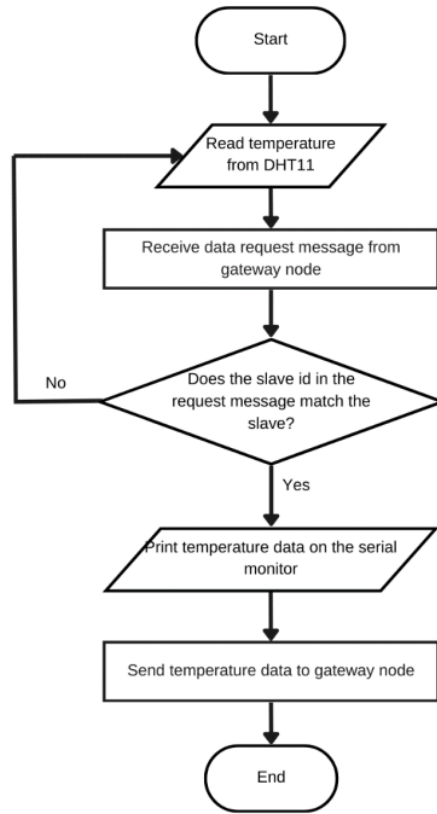 Start
Read temperature
from DHT11
Receive data request message from
gateway node
Does the slave id in the
request message match the
slave?
No
Yes
Print temperature data on the serial
monitor
Send temperature data to gateway node
End